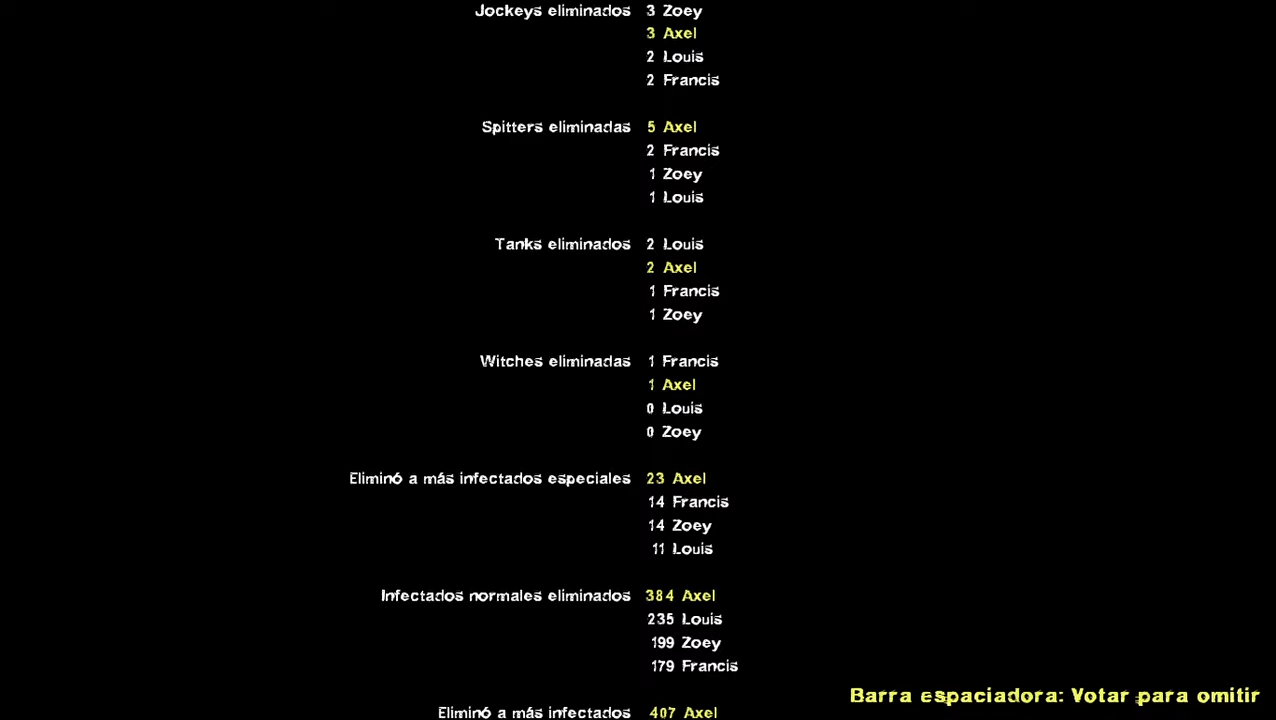 Jockeys eliminados 3 Zoey
3 Axel
2 Louis
2 Francis
Spitters eliminadas 5 Axel
2 Francis
1 Zoey
1 Louis
Tanks eliminados 2 Louis
2 Axel
1 Francis
1 Zoey
Witches eliminadas 1 Francis
1 Axel
0 Louis
0 Zoey
Eliminó a más infectados especiales 23 Axel
14 Francis
14 Zoey
11 Louis
Infectados normales eliminados 384 Axel
235 Louis
199 Zoey
179 Francis
Barra espaciadora: Votar para omitir
Eliminó a más infectados 407 Axel